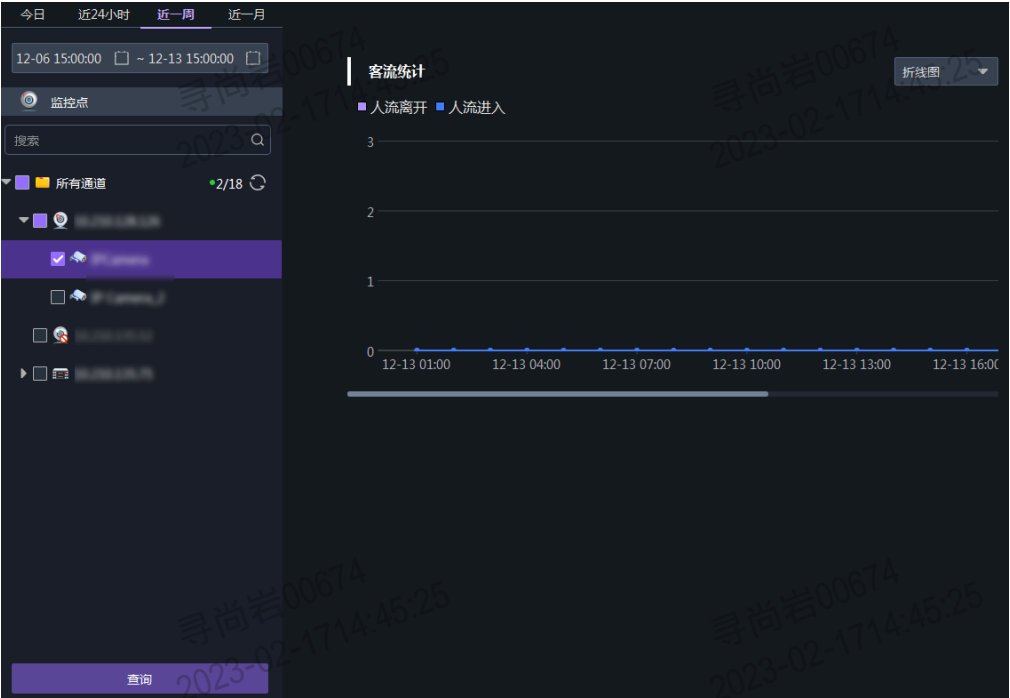 今日 近24小时 近一周 近一月
12-06 15:00:00 ~ 12-13 15:00:00
监控点
搜索
所有通道 2/18
IPCamera
IP Camera_2
查询
客流统计
折线图
人流离开 人流进入
3
2
1
0
12-13 01:00 12-13 04:00 12-13 07:00 12-13 10:00 12-13 13:00 12-13 16:00
寻尚岩00674
2023-02-1714:45:25
寻尚岩00674
2023-02-1714:45:25
寻尚岩00674
2023-02-1714:45:25
寻尚岩00674
2023-02-1714:45:25